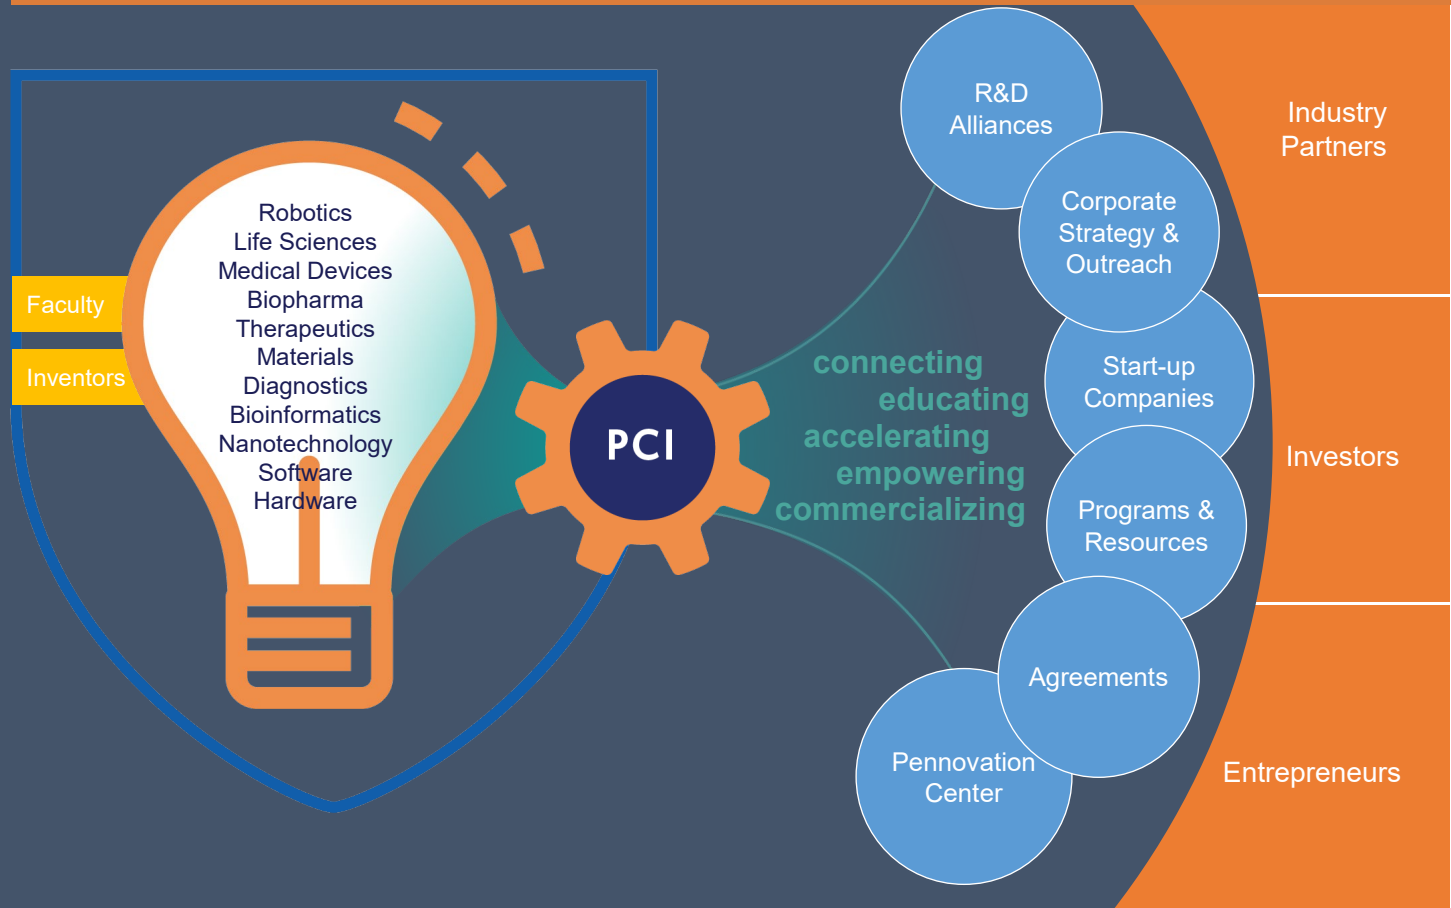 Faculty
Inventors
Robotics
Life Sciences
Medical Devices
Biopharma
Therapeutics
Materials
Diagnostics
Bioinformatics
Nanotechnology
Software
Hardware
PCI
connecting
educating
accelerating
empowering
commercializing
R&D
Alliances
Corporate
Strategy &
Outreach
Start-up
Companies
Programs &
Resources
Agreements
Pennovation
Center
Industry
Partners
Investors
Entrepreneurs